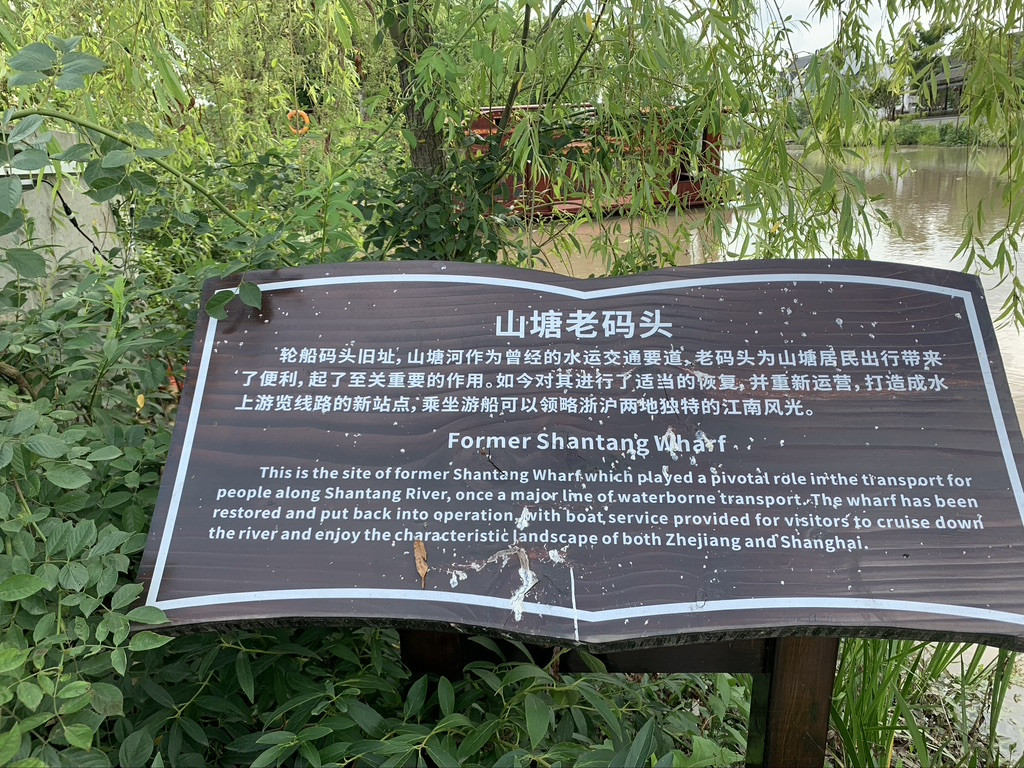 山塘老码头
轮船码头旧址，山塘河作为曾经的水运交通要道，老码头为山塘居民出行带来
了便利，起了至关重要的作用。如今对其进行了适当的恢复，并重新运营，打造成水
上游览线路的新站点，乘坐游船可以领略浙沪两地独特的江南风光。
Former Shantang Wharf
This is the site of former Shantang Wharf which played a pivotal role in the transport for
people along Shantang River, once a major line of waterborne transport. The wharf has been
restored and put back into operation, with boat service provided for visitors to cruise down
the river and enjoy the characteristic landscape of both Zhejiang and Shanghai.